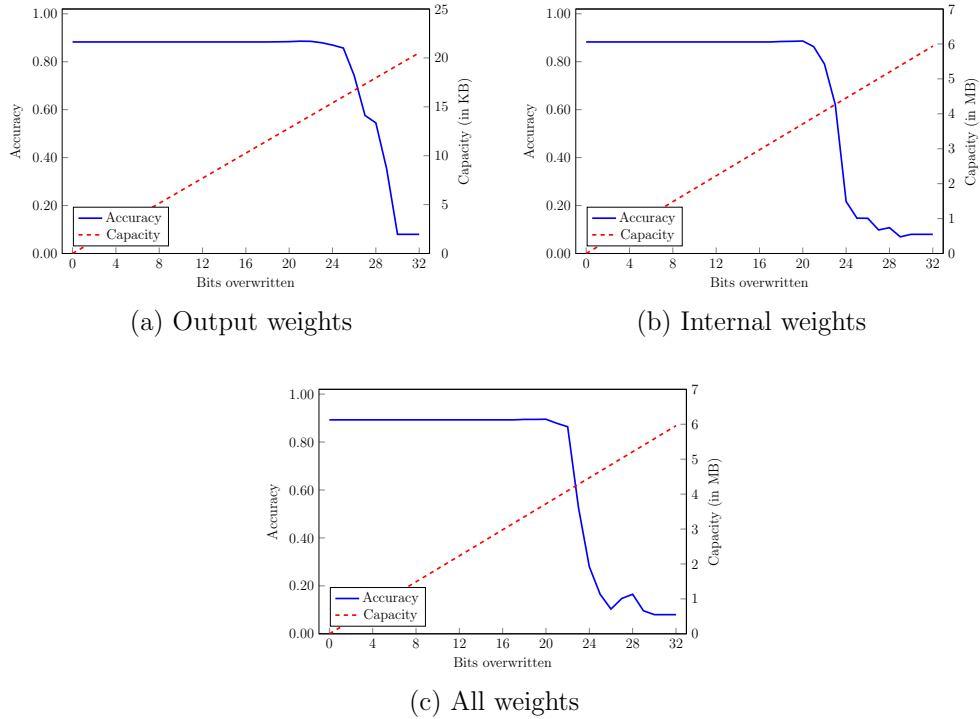 1.00
0.80
0.60
0.40
0.20
0.00
Accuracy
25
20
15
10
5
0
Capacity (in KB)
Accuracy
Capacity
0 4 8 12 16 20 24 28 32
Bits overwritten
(a) Output weights
1.00
0.80
0.60
0.40
0.20
0.00
Accuracy
7
6
5
4
3
2
1
0
Capacity (in MB)
Accuracy
Capacity
0 4 8 12 16 20 24 28 32
Bits overwritten
(b) Internal weights
1.00
0.80
0.60
0.40
0.20
0.00
Accuracy
7
6
5
4
3
2
1
0
Capacity (in MB)
Accuracy
Capacity
0 4 8 12 16 20 24 28 32
Bits overwritten
(c) All weights